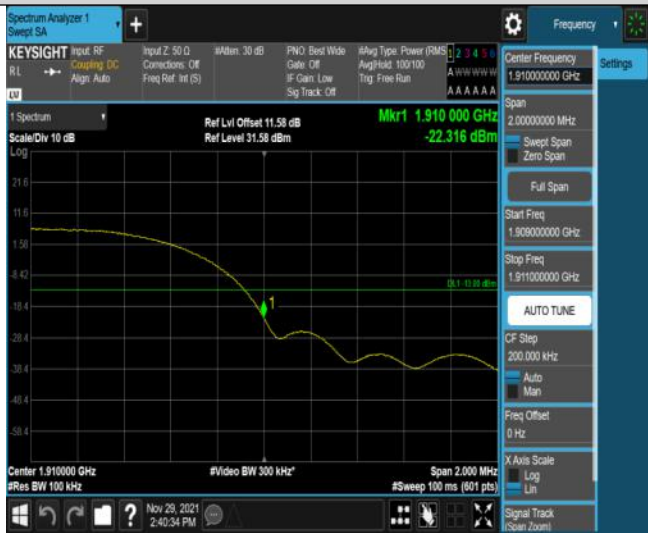 Spectrum Analyzer 1
Swept SA
+
Frequency
KEYSIGHT
Input: RF
Input Z: 50 Ω
#Atten: 30 dB
PNO: Best Wide
#Avg Type: Power (RMS
1 2 3 4 5 6
RL
Coupling: DC
Corrections: Off
Gate: Off
Avg|Hold: 100/100
A W W W W W
Align: Auto
Freq Ref: Int (S)
IF Gain: Low
Trig: Free Run
Sig Track: Off
A A A A A A
1 Spectrum
Scale/Div 10 dB
Log
Ref Lvl Offset 11.58 dB
Ref Level 31.58 dBm
Mkr1 1.910 000 GHz
-22.316 dBm
21.6
11.6
1.58
-8.42
-18.4
-28.4
-38.4
-48.4
-58.4
DL1 -13.00 dBm
1
Center 1.910000 GHz
#Video BW 300 kHz*
Span 2.000 MHz
#Res BW 100 kHz
#Sweep 100 ms (601 pts)
Nov 29, 2021
2:40:34 PM
?
Center Frequency
1.910000000 GHz
Settings
Span
2.00000000 MHz
Swept Span
Zero Span
Full Span
Start Freq
1.909000000 GHz
Stop Freq
1.911000000 GHz
AUTO TUNE
CF Step
200.000 kHz
Auto
Man
Freq Offset
0 Hz
X Axis Scale
Log
Lin
Signal Track
(Span Zoom)